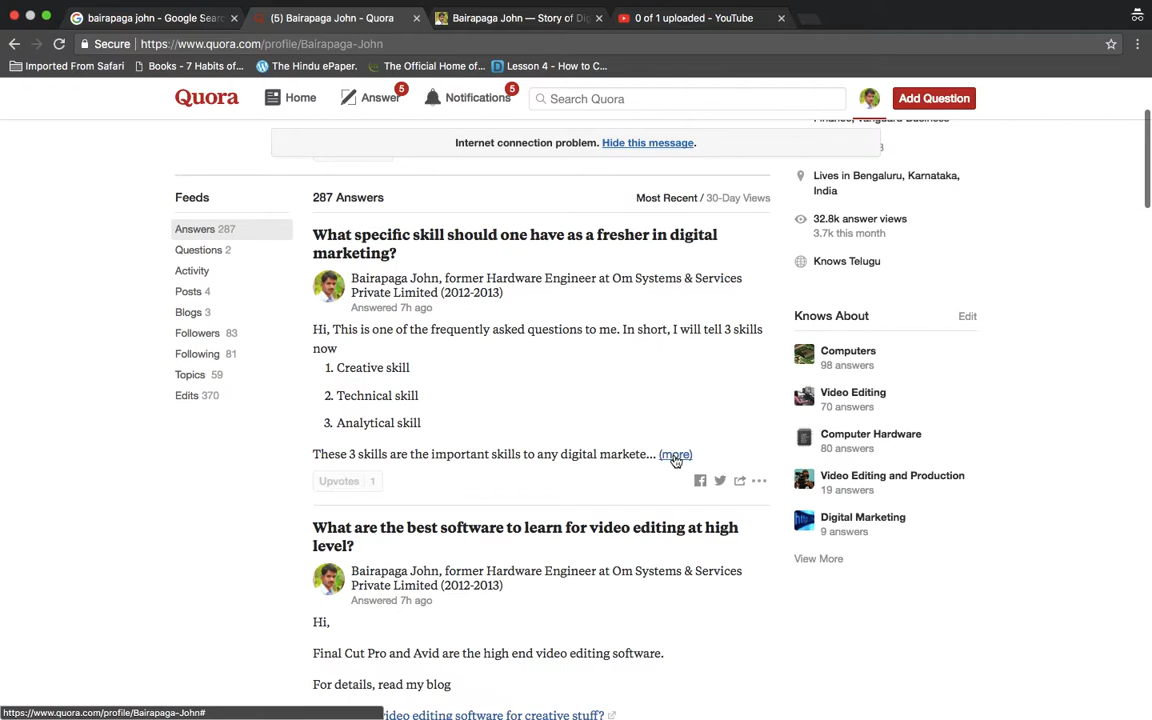 bairapaga john - Google Sear
(5) Bairapaga John - Quora
Bairapaga John — Story of Dig
0 of 1 uploaded - YouTube
Secure
https://www.quora.com/profile/Bairapaga-John
Imported From Safari
Books - 7 Habits of...
The Hindu ePaper.
The Official Home of...
Lesson 4 - How to C...
Quora
Home
Answer
5
Notifications
5
Search Quora
Add Question
Internet connection problem. Hide this message.
Lives in Bengaluru, Karnataka,
India
32.8k answer views
3.7k this month
Knows Telugu
Feeds
Answers 287
Questions 2
Activity
Posts 4
Blogs 3
Followers 83
Following 81
Topics 59
Edits 370
287 Answers
Most Recent / 30-Day Views
What specific skill should one have as a fresher in digital
marketing?
Bairapaga John, former Hardware Engineer at Om Systems & Services
Private Limited (2012-2013)
Answered 7h ago
Hi, This is one of the frequently asked questions to me. In short, I will tell 3 skills
now
1. Creative skill
2. Technical skill
3. Analytical skill
These 3 skills are the important skills to any digital markete... (more)
Upvotes 1
What are the best software to learn for video editing at high
level?
Bairapaga John, former Hardware Engineer at Om Systems & Services
Private Limited (2012-2013)
Answered 7h ago
Hi,
Final Cut Pro and Avid are the high end video editing software.
For details, read my blog
ideo editing software for creative stuff?
Knows About
Edit
Computers
98 answers
Video Editing
70 answers
Computer Hardware
80 answers
Video Editing and Production
19 answers
Digital Marketing
9 answers
View More
https://www.quora.com/profile/Bairapaga-John#